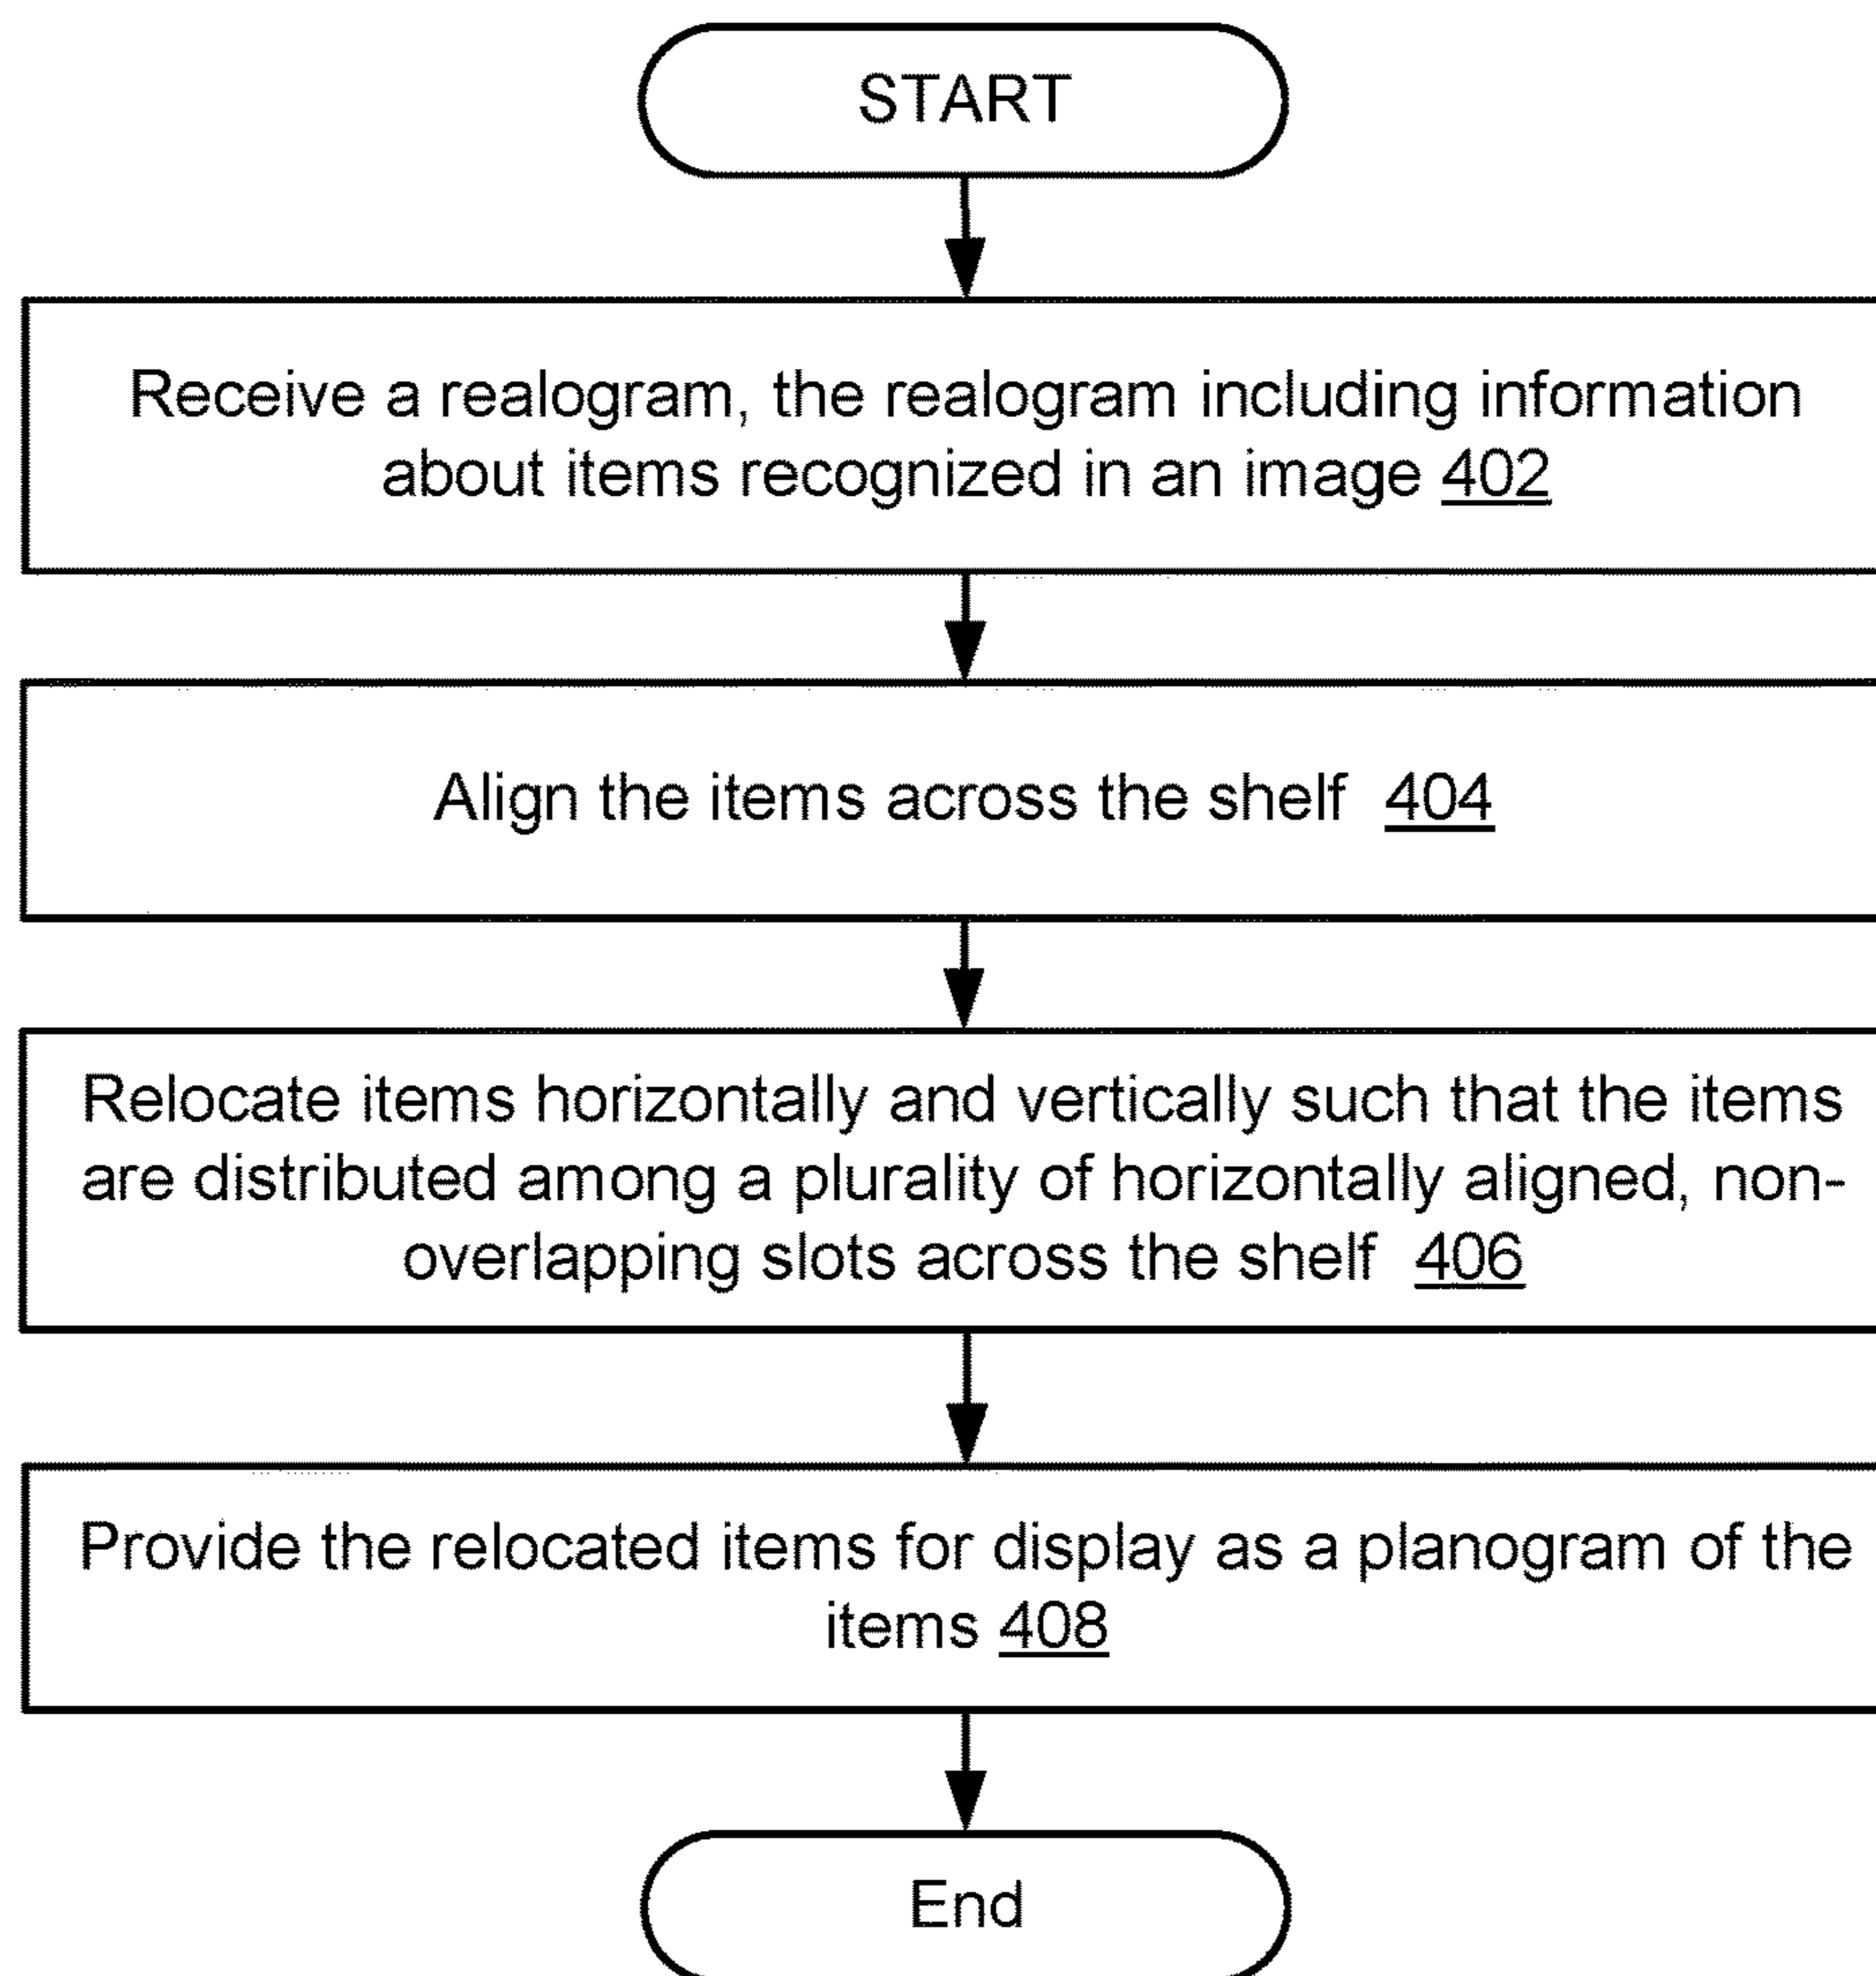 START
Receive a realogram, the realogram including information
about items recognized in an image 402
Align the items across the shelf 404
Relocate items horizontally and vertically such that the items
are distributed among a plurality of horizontally aligned, non-
overlapping slots across the shelf 406
Provide the relocated items for display as a planogram of the
items 408
End